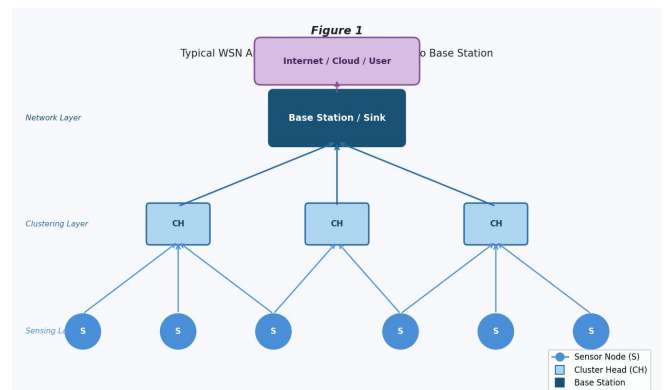 Figure 1
Typical WSN A
o Base Station
Internet / Cloud / User
Network Layer
Base Station / Sink
Clustering Layer
CH
CH
CH
Sensing La
S
S
S
S
S
S
Sensor Node (S)
Cluster Head (CH)
Base Station